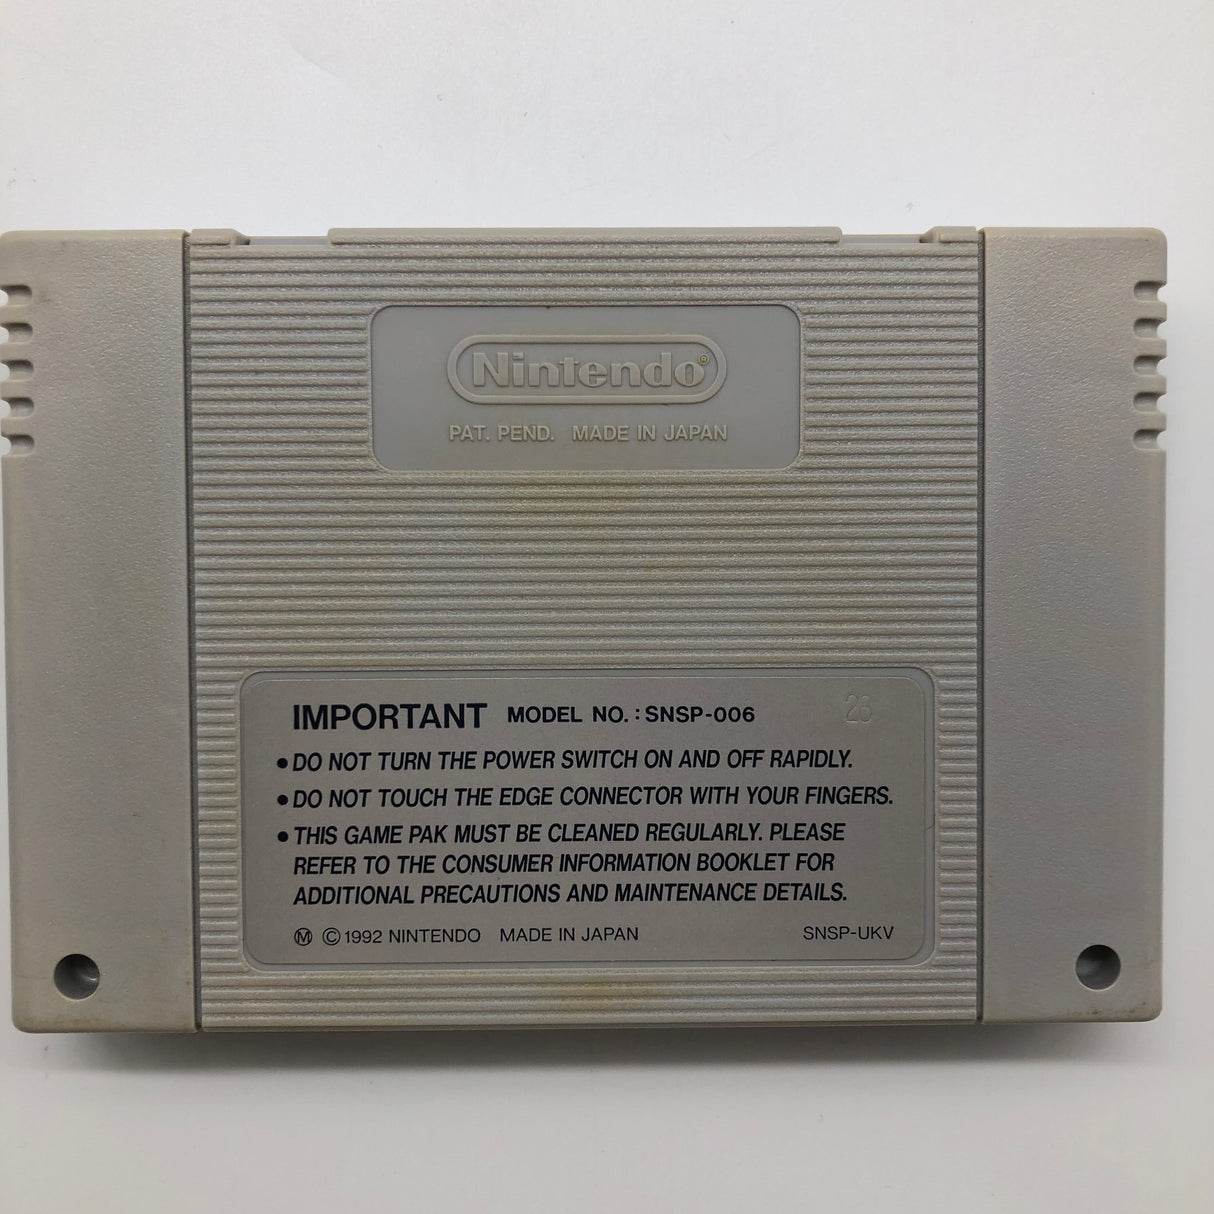 Nintendo®
PAT. PEND. MADE IN JAPAN
IMPORTANT MODEL NO. : SNSP-006
23
• DO NOT TURN THE POWER SWITCH ON AND OFF RAPIDLY.
• DO NOT TOUCH THE EDGE CONNECTOR WITH YOUR FINGERS.
• THIS GAME PAK MUST BE CLEANED REGULARLY. PLEASE
REFER TO THE CONSUMER INFORMATION BOOKLET FOR
ADDITIONAL PRECAUTIONS AND MAINTENANCE DETAILS.
Ⓜ ©1992 NINTENDO MADE IN JAPAN SNSP-UKV